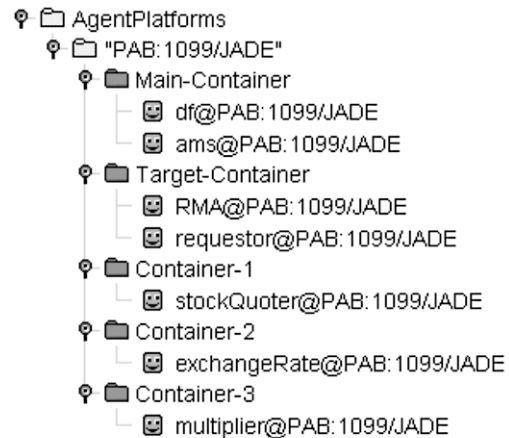 AgentPlatforms
"PAB:1099/JADE"
Main-Container
df@PAB:1099/JADE
ams@PAB:1099/JADE
Target-Container
RMA@PAB:1099/JADE
requestor@PAB:1099/JADE
Container-1
stockQuoter@PAB:1099/JADE
Container-2
exchangeRate@PAB:1099/JADE
Container-3
multiplier@PAB:1099/JADE